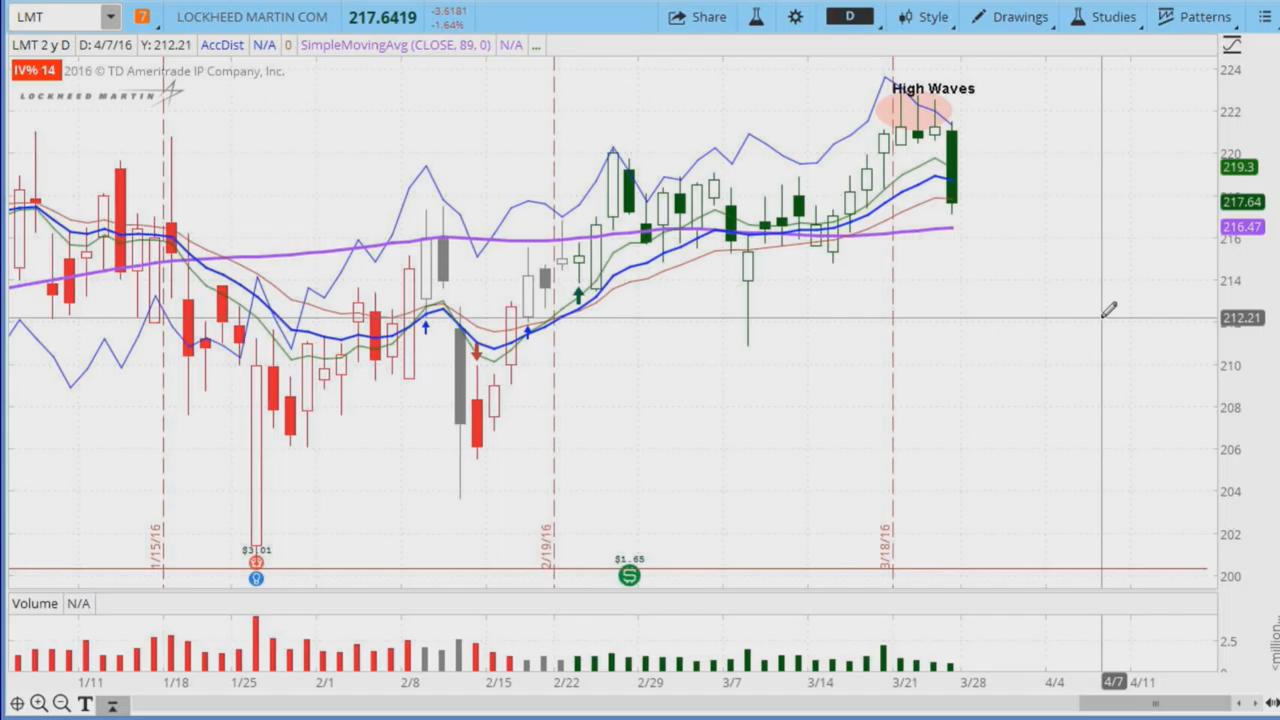 LMT 7 LOCKHEED MARTIN COM 217.6419 -3.6181 -1.64% Share D Style Drawings Studies Patterns
LMT 2 y D D: 4/7/16 Y: 212.21 AccDist N/A 0 SimpleMovingAvg (CLOSE, 89, 0) N/A ...
IV% 14 2016 © TD Ameritrade IP Company, Inc.
LOCKHEED MARTIN
High Waves
224
222
220
219.3
217.64
216.47
216
214
212.21
210
208
206
204
202
200
1/15/16
2/19/16
3/18/16
$3.01
$1.65
Volume N/A
2.5
<million...
1/11 1/18 1/25 2/1 2/8 2/15 2/22 2/29 3/7 3/14 3/21 3/28 4/4 4/7 4/11
T